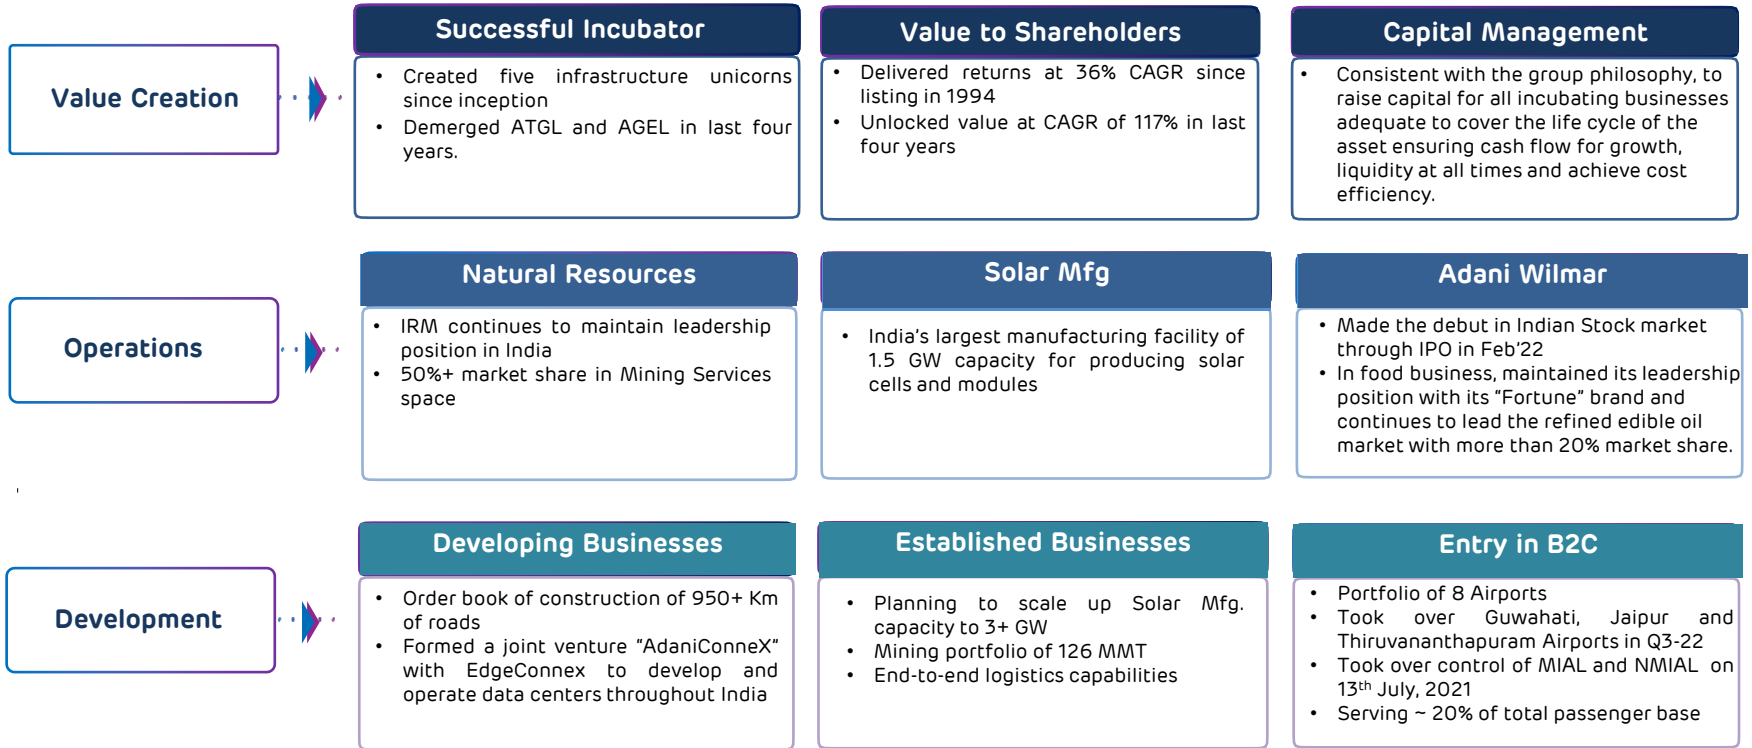 Value Creation
Successful Incubator
• Created five infrastructure unicorns
since inception
• Demerged ATGL and AGEL in last four
years.
Value to Shareholders
• Delivered returns at 36% CAGR since
listing in 1994
• Unlocked value at CAGR of 117% in last
four years
Capital Management
• Consistent with the group philosophy, to
raise capital for all incubating businesses
adequate to cover the life cycle of the
asset ensuring cash flow for growth,
liquidity at all times and achieve cost
efficiency.
Operations
Natural Resources
• IRM continues to maintain leadership
position in India
• 50%+ market share in Mining Services
space
Solar Mfg
• India's largest manufacturing facility of
1.5 GW capacity for producing solar
cells and modules
Adani Wilmar
• Made the debut in Indian Stock market
through IPO in Feb'22
• In food business, maintained its leadership
position with its "Fortune" brand and
continues to lead the refined edible oil
market with more than 20% market share.
Development
Developing Businesses
• Order book of construction of 950+ Km
of roads
• Formed a joint venture "AdaniConneX"
with EdgeConnex to develop and
operate data centers throughout India
Established Businesses
• Planning to scale up Solar Mfg.
capacity to 3+ GW
• Mining portfolio of 126 MMT
• End-to-end logistics capabilities
Entry in B2C
• Portfolio of 8 Airports
• Took over Guwahati, Jaipur and
Thiruvananthapuram Airports in Q3-22
• Took over control of MIAL and NMIAL on
13th July, 2021
• Serving ~ 20% of total passenger base